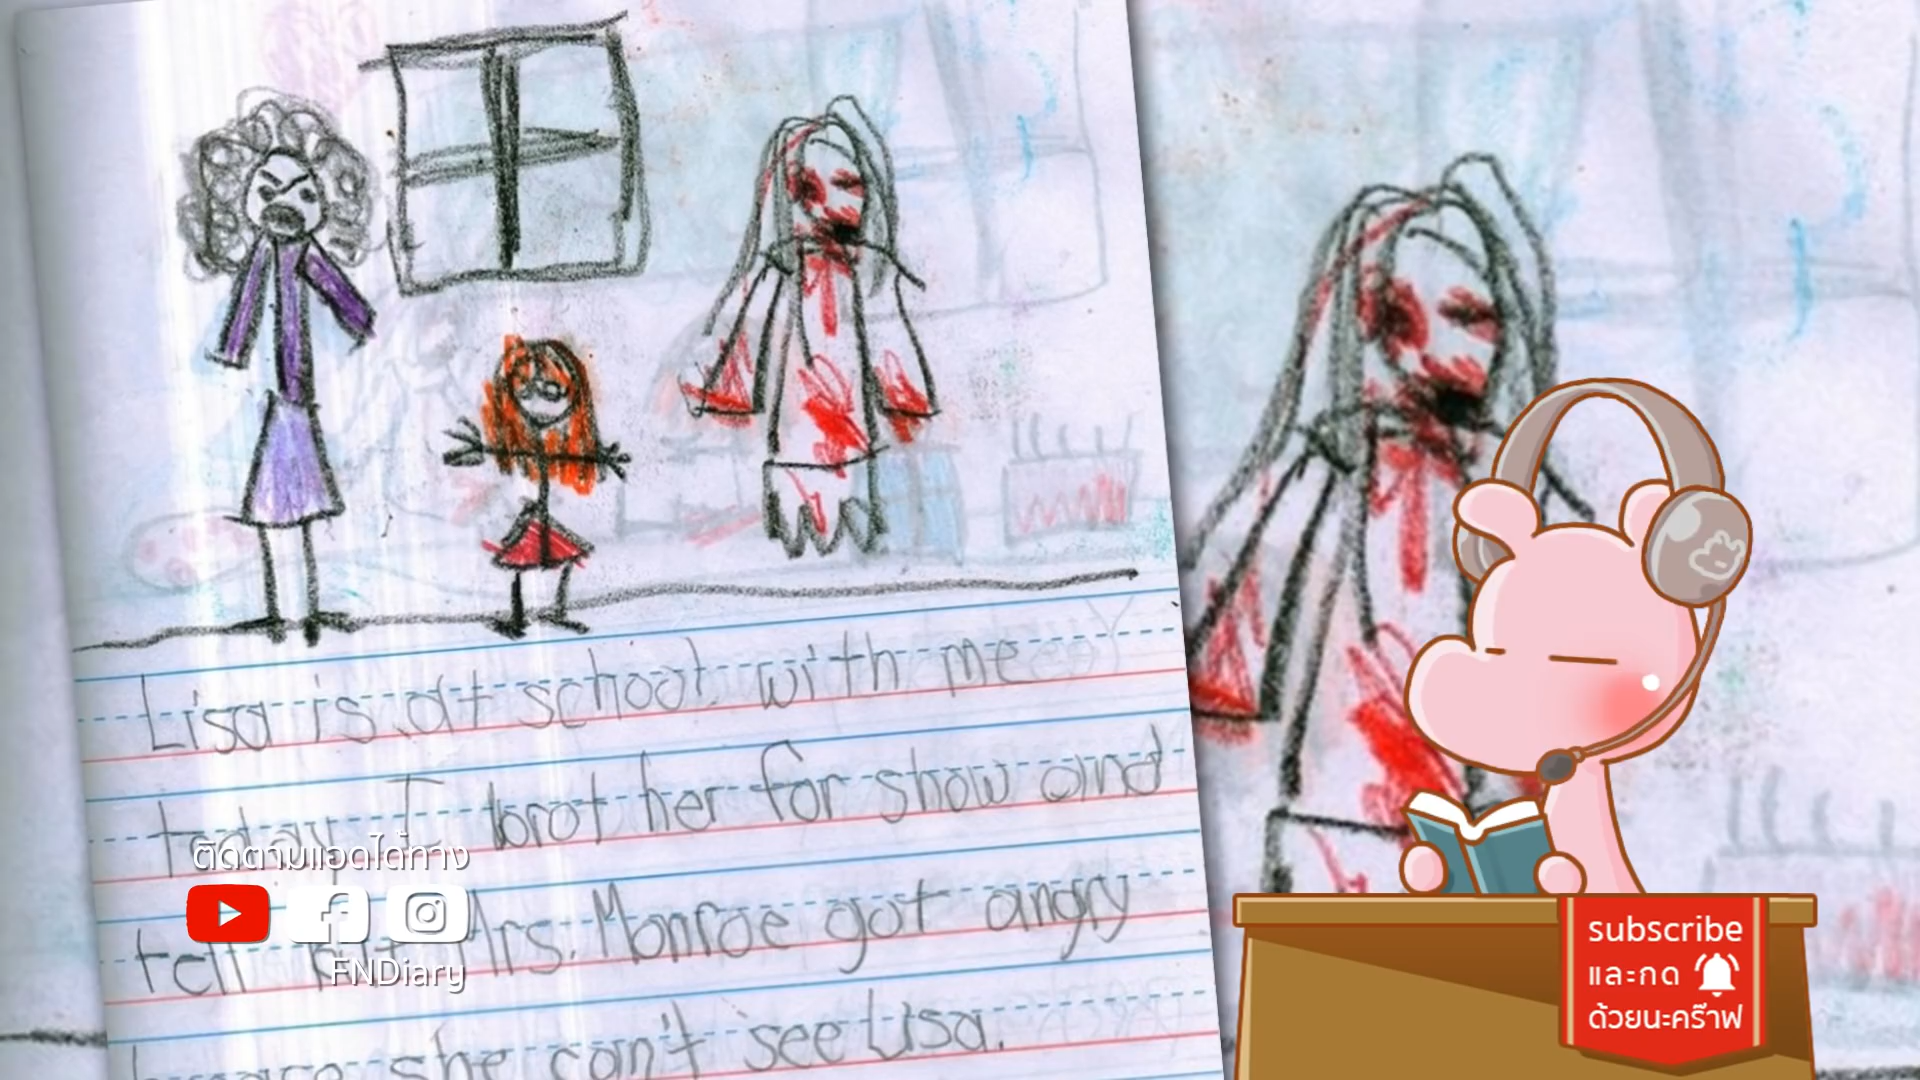 Lisa is at school with me
today I brot her for show and
tell but Mrs. Monroe got angry
she can't see Lisa.
ติดตามแอดได้ทาง
FNDiary
subscribe
และกด
ด้วยนะคร๊าฟ